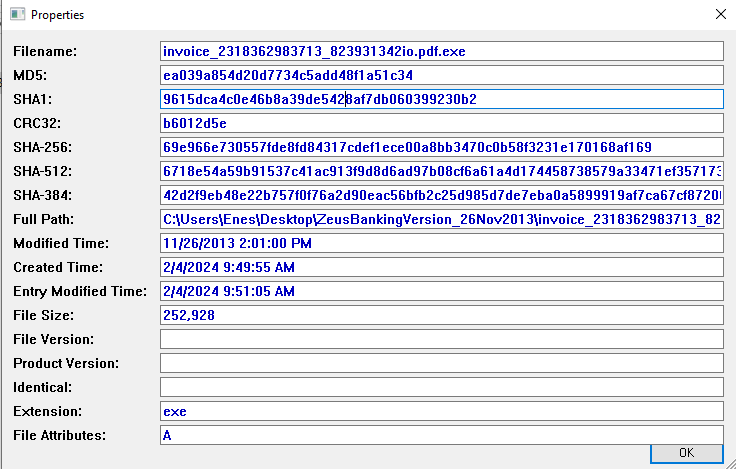 Properties
Filename: invoice_2318362983713_823931342io.pdf.exe
MD5: ea039a854d20d7734c5add48f1a51c34
SHA1: 9615dca4c0e46b8a39de5428af7db060399230b2
CRC32: b6012d5e
SHA-256: 69e966e730557fde8fd84317cdef1ece00a8bb3470c0b58f3231e170168af169
SHA-512: 6718e54a59b91537c41ac913f9d8d6ad97b08cf6a61a4d174458738579a33471ef357173
SHA-384: 42d2f9eb48e22b757f0f76a2d90eac56bfb2c25d985d7de7eba0a5899919af7ca67cf8720
Full Path: C:\Users\Enes\Desktop\ZeusBankingVersion_26Nov2013\invoice_2318362983713_82
Modified Time: 11/26/2013 2:01:00 PM
Created Time: 2/4/2024 9:49:55 AM
Entry Modified Time: 2/4/2024 9:51:05 AM
File Size: 252,928
File Version:
Product Version:
Identical:
Extension: exe
File Attributes: A
OK